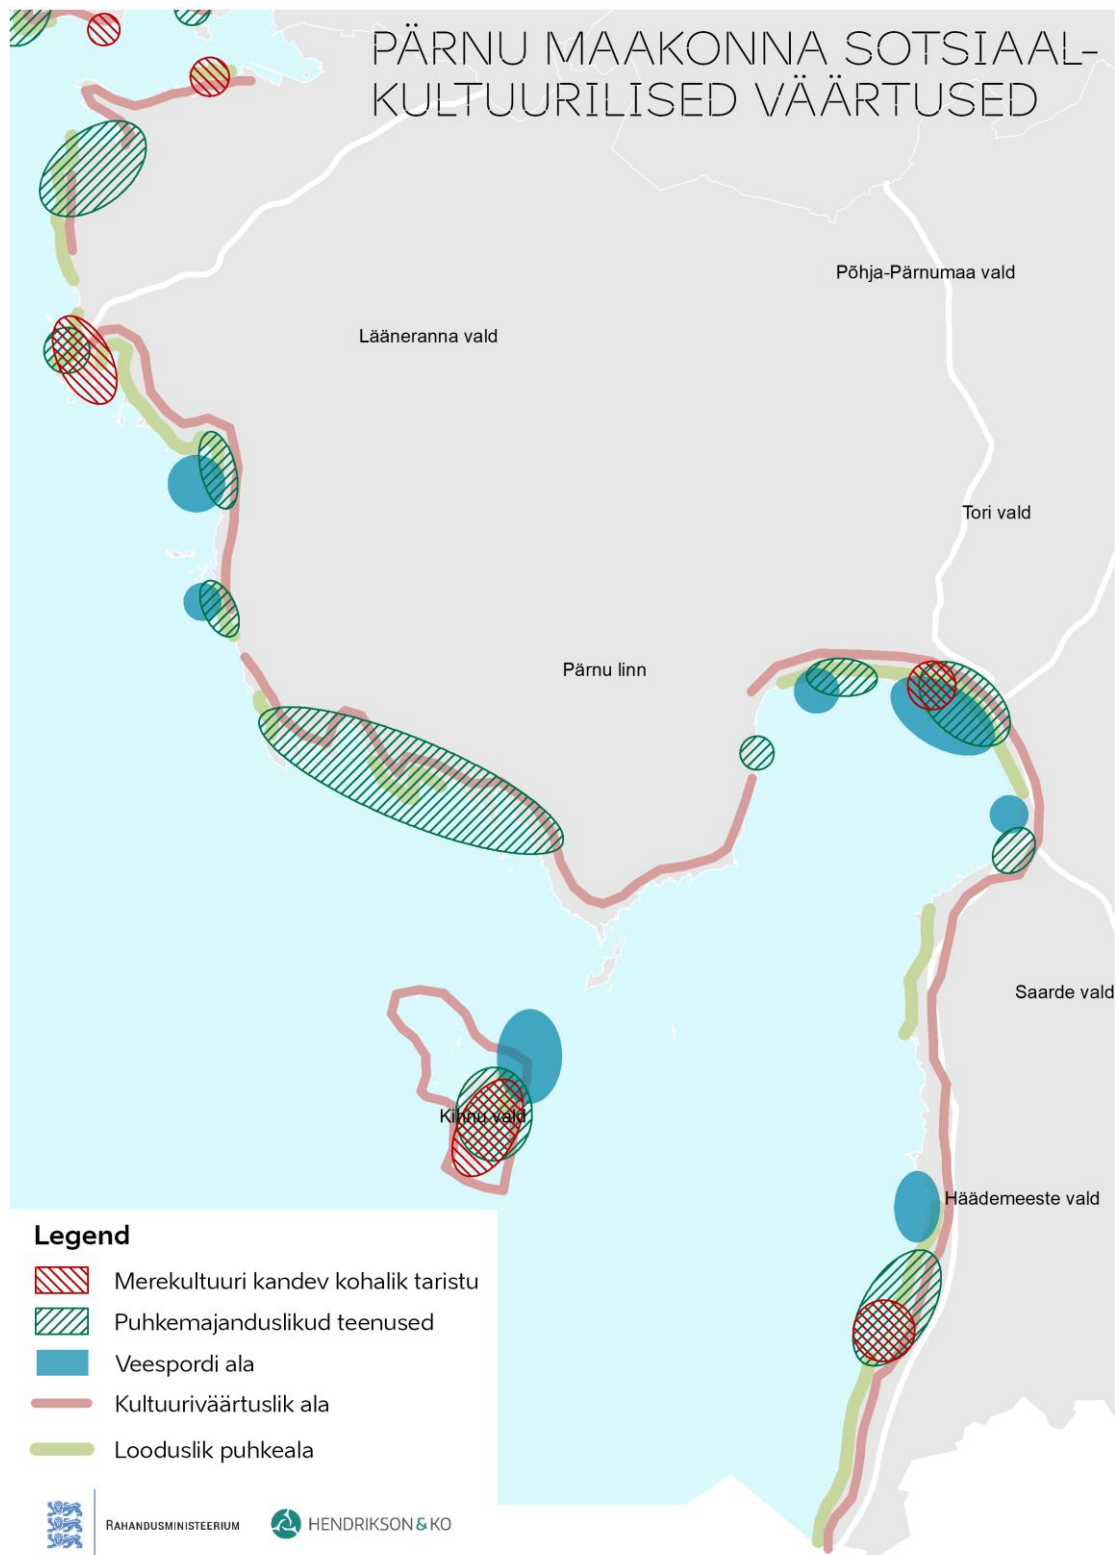 PÄRNU MAAKONNA SOTSIAAL-
KULTUURILISED VÄÄRTUSED
Põhja-Pärnumaa vald
Lääneranna vald
Tori vald
Pärnu linn
Saarde vald
Kihnu vald
Häädemeeste vald
Legend
Merekultuuri kandev kohalik taristu
Puhkemajanduslikud teenused
Veespordi ala
Kultuuriväärtuslik ala
Looduslik puhkeala
RAHANDUSMINISTEERIUM
HENDRIKSON & KO